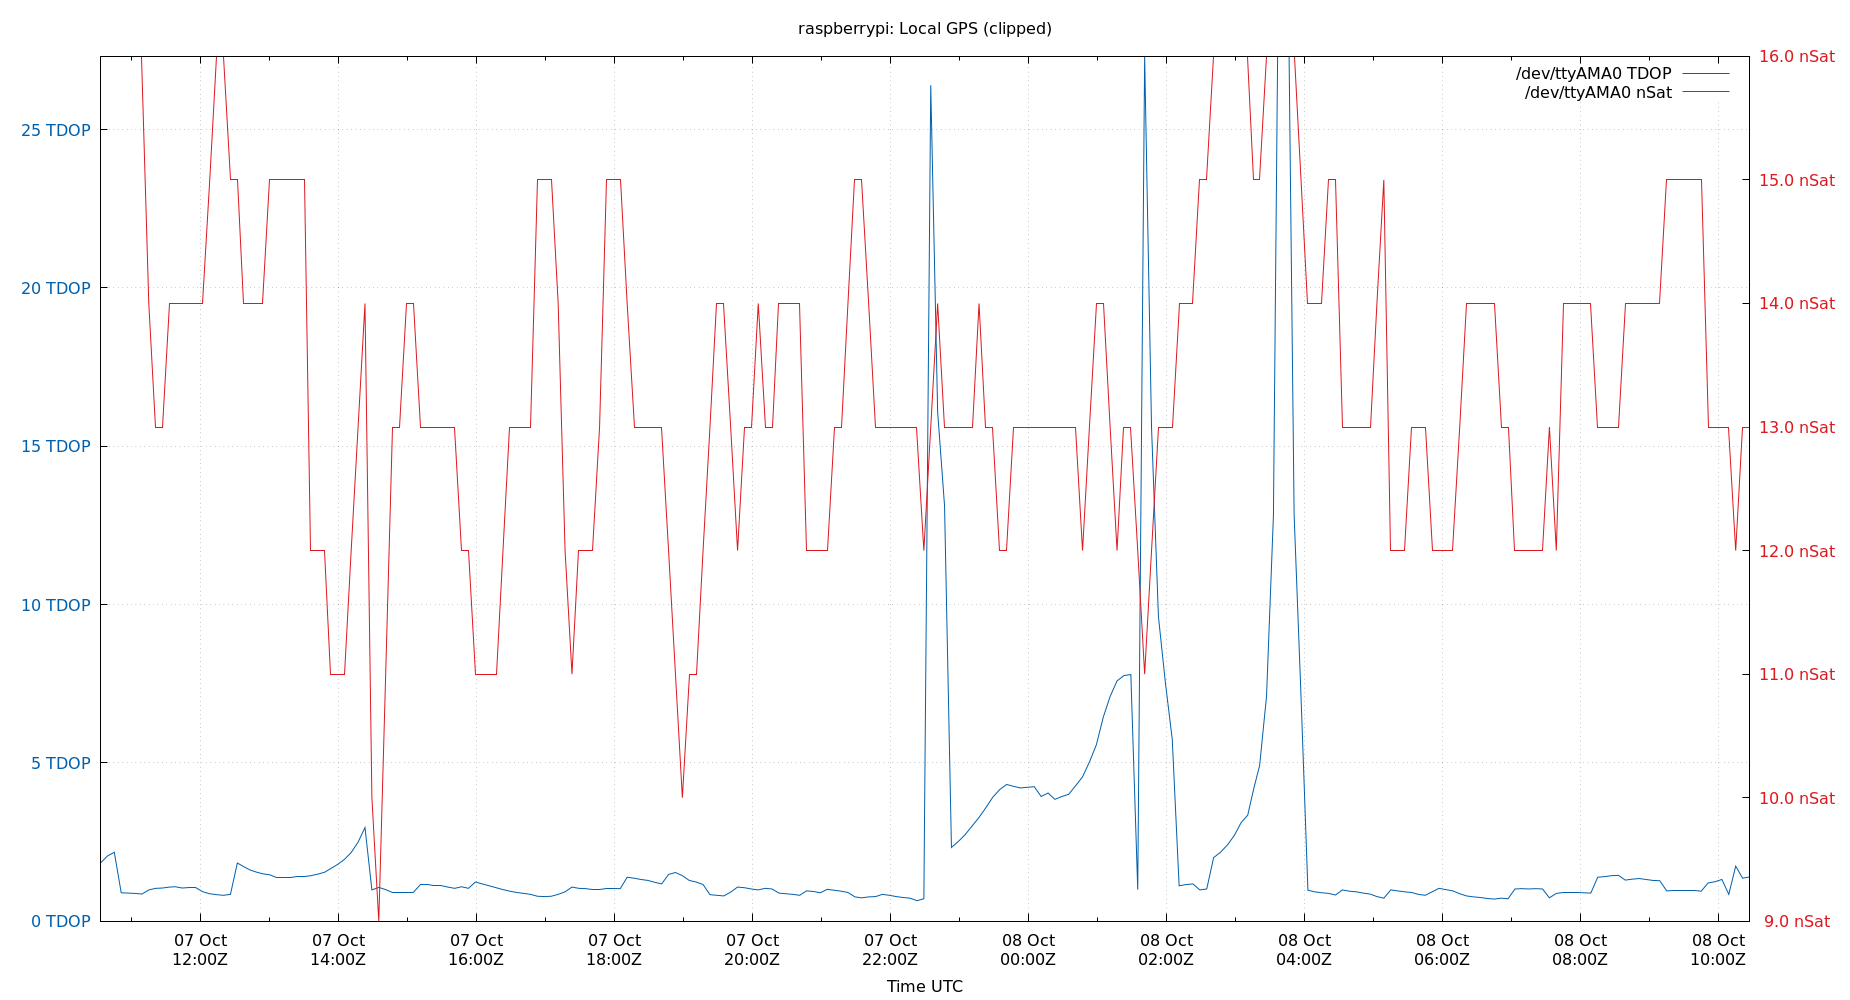 raspberrypi: Local GPS (clipped)
/dev/ttyAMA0 TDOP
/dev/ttyAMA0 nSat
25 TDOP
20 TDOP
15 TDOP
10 TDOP
5 TDOP
0 TDOP
16.0 nSat
15.0 nSat
14.0 nSat
13.0 nSat
12.0 nSat
11.0 nSat
10.0 nSat
9.0 nSat
07 Oct 07 Oct 07 Oct 07 Oct 07 Oct 07 Oct 08 Oct 08 Oct 08 Oct 08 Oct 08 Oct 08 Oct
12:00Z 14:00Z 16:00Z 18:00Z 20:00Z 22:00Z 00:00Z 02:00Z 04:00Z 06:00Z 08:00Z 10:00Z
Time UTC